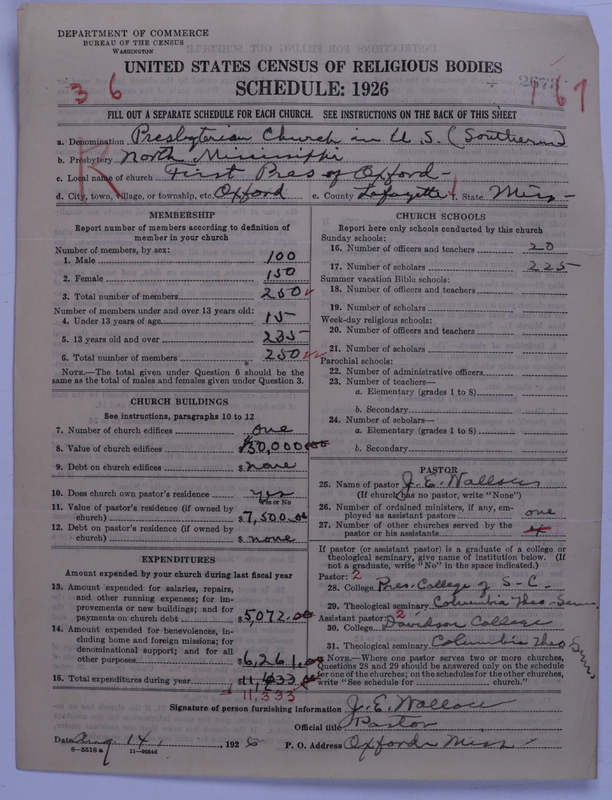 DEPARTMENT OF COMMERCE
BUREAU OF THE CENSUS
WASHINGTON
UNITED STATES CENSUS OF RELIGIOUS BODIES
SCHEDULE: 1926
36
2673
167
R
FILL OUT A SEPARATE SCHEDULE FOR EACH CHURCH. SEE INSTRUCTIONS ON THE BACK OF THIS SHEET
a. Denomination Presbyterian Church in U.S. (Southern)
b. Presbytery North Mississippi
c. Local name of church First Pres of Oxford-
d. City, town, village, or township, etc. Oxford e. County Lafayette f. State Miss-
MEMBERSHIP
Report number of members according to definition of
member in your church
Number of members, by sex:
1. Male 100
2. Female 150
3. Total number of members 250
Number of members under and over 13 years old:
4. Under 13 years of age 15
5. 13 years old and over 235
6. Total number of members 250
NOTE.—The total given under Question 6 should be the
same as the total of males and females given under Question 3.
CHURCH BUILDINGS
See instructions, paragraphs 10 to 12
7. Number of church edifices one
8. Value of church edifices $30,000
9. Debt on church edifices $ none
10. Does church own pastor's residence yes
Yes or No
11. Value of pastor's residence (if owned by
church) $7,500.00
12. Debt on pastor's residence (if owned by
church) $ none
EXPENDITURES
Amount expended by your church during last fiscal year
13. Amount expended for salaries, repairs,
and other running expenses; for im-
provements or new buildings; and for
payments on church debt $5,072.00
14. Amount expended for benevolences, in-
cluding home and foreign missions; for
denominational support; and for all
other purposes $6,261.00
15. Total expenditures during year
11,333
CHURCH SCHOOLS
Report here only schools conducted by this church
Sunday schools:
16. Number of officers and teachers 20
17. Number of scholars 225
Summer vacation Bible schools:
18. Number of officers and teachers
19. Number of scholars
Week-day religious schools:
20. Number of officers and teachers
21. Number of scholars
Parochial schools:
22. Number of administrative officers
23. Number of teachers—
a. Elementary (grades 1 to 8)
b. Secondary
24. Number of scholars—
a. Elementary (grades 1 to 8)
b. Secondary
PASTOR
25. Name of pastor J. E. Wallace
(If church has no pastor, write "None")
26. Number of ordained ministers, if any, em-
ployed as assistant pastors one
27. Number of other churches served by the
pastor or his assistants
If pastor (or assistant pastor) is a graduate of a college or
theological seminary, give name of institution below. (If
not a graduate, write "No" in the space indicated.)
Pastor: 2
28. College Pres. College of S-C
29. Theological seminary Columbia Theo-Sem.
Assistant pastor: 2
30. College Davidson College
31. Theological seminary Columbia Theo Sem
NOTE.—Where one pastor serves two or more churches,
Questions 28 and 29 should be answered only on the schedule
for one of the churches; on the schedules for the other churches,
write "See schedule for church."
Signature of person furnishing information J. E. Wallace
Official title Pastor
Date Aug 14, 1926 P. O. Address Oxford Miss-
8-5518 a